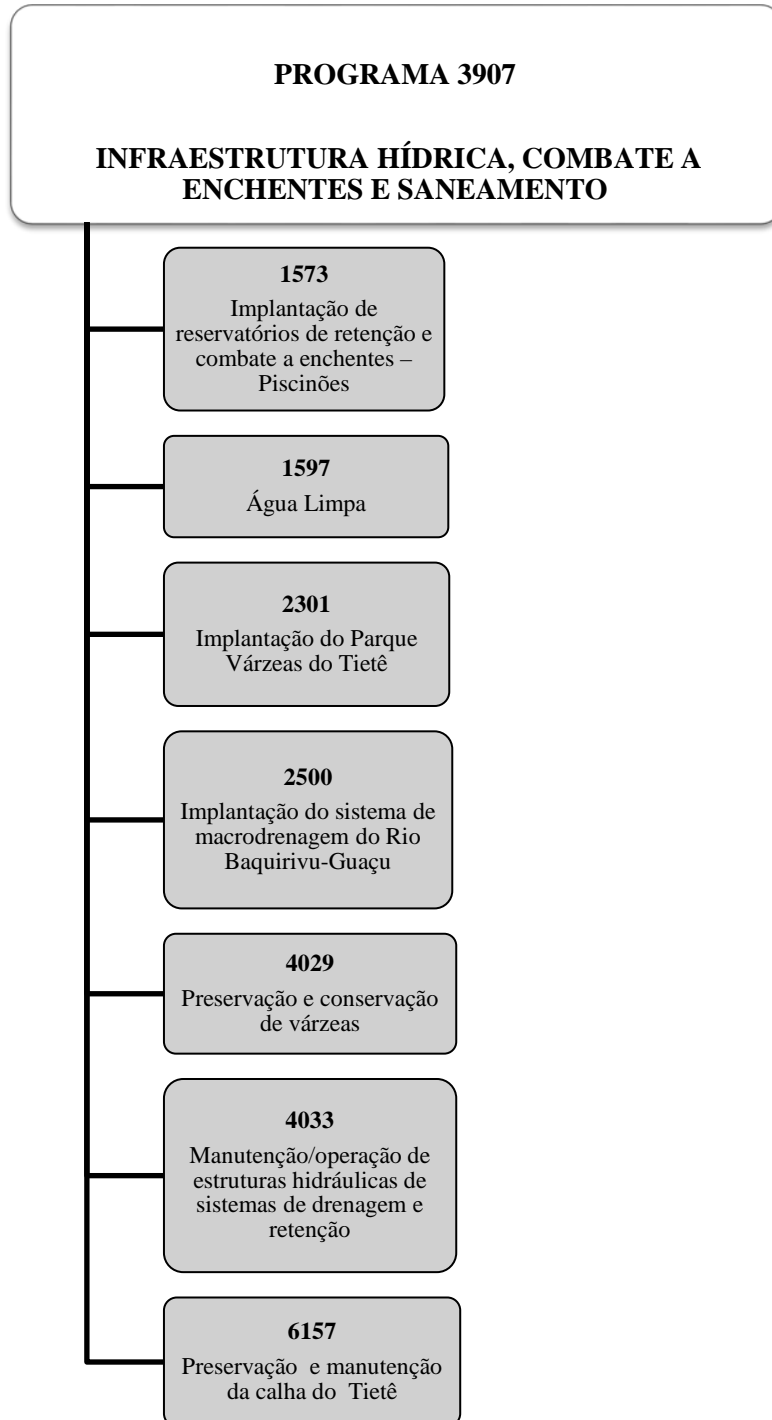 PROGRAMA 3907
INFRAESTRUTURA HÍDRICA, COMBATE A
ENCHENTES E SANEAMENTO
1573
Implantação de
reservatórios de retenção e
combate a enchentes –
Piscinões
1597
Água Limpa
2301
Implantação do Parque
Várzeas do Tietê
2500
Implantação do sistema de
macrodrenagem do Rio
Baquirivu-Guaçu
4029
Preservação e conservação
de várzeas
4033
Manutenção/operação de
estruturas hidráulicas de
sistemas de drenagem e
retenção
6157
Preservação e manutenção
da calha do Tietê